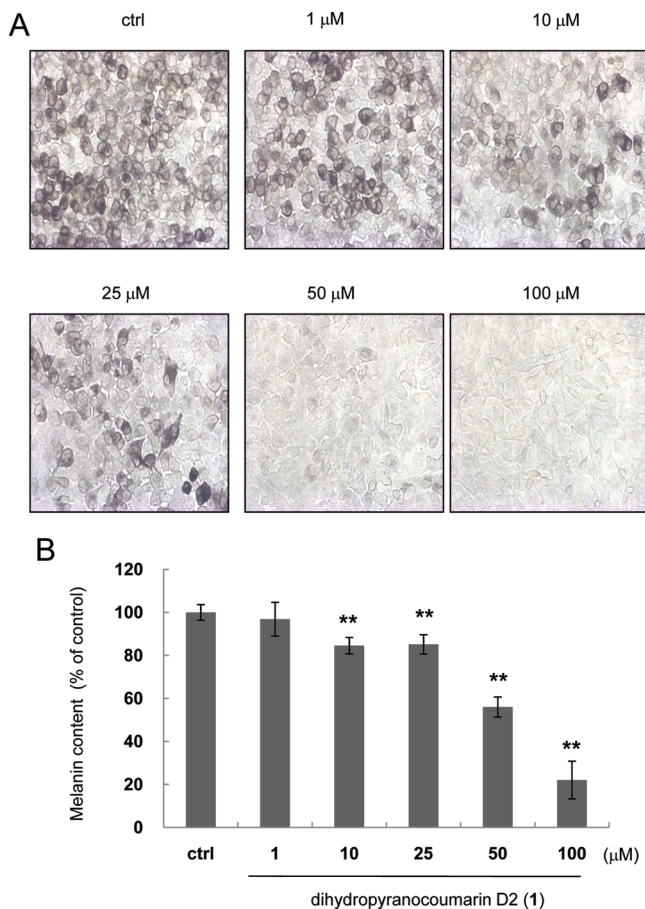 A
ctrl 1 μM 10 μM
25 μM 50 μM 100 μM
B
Melanin content (% of control)
120
100
80
60
40
20
0
** ** ** **
ctrl 1 10 25 50 100 (μM)
dihydropyranocoumarin D2 (1)